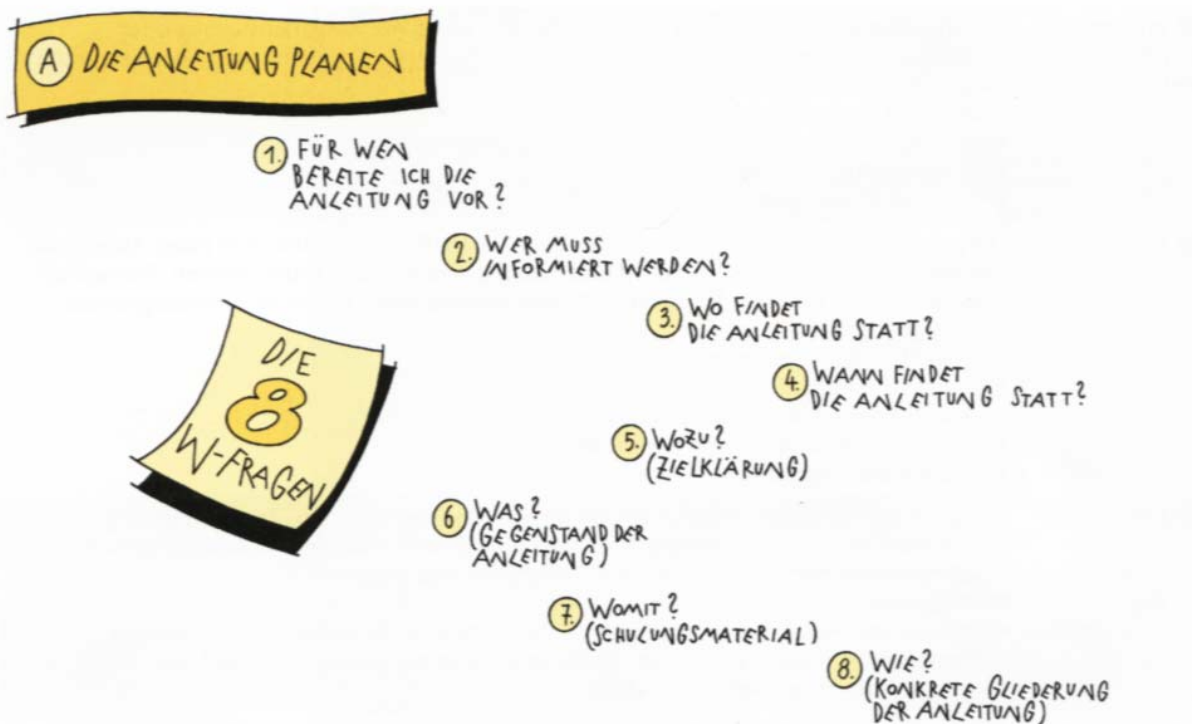 A DIE ANLEITUNG PLANEN
1. FÜR WEN
BEREITE ICH DIE
ANLEITUNG VOR?
2. WER MUSS
INFORMIERT WERDEN?
3. WO FINDET
DIE ANLEITUNG STATT?
4. WANN FINDET
DIE ANLEITUNG STATT?
DIE
8
W-FRAGEN
5. WOZU?
(ZIELKLÄRUNG)
6 WAS?
(GEGENSTAND DER
ANLEITUNG)
7. WOMIT?
(SCHULUNGSMATERIAL)
8. WIE?
(KONKRETE GLIEDERUNG
DER ANLEITUNG)